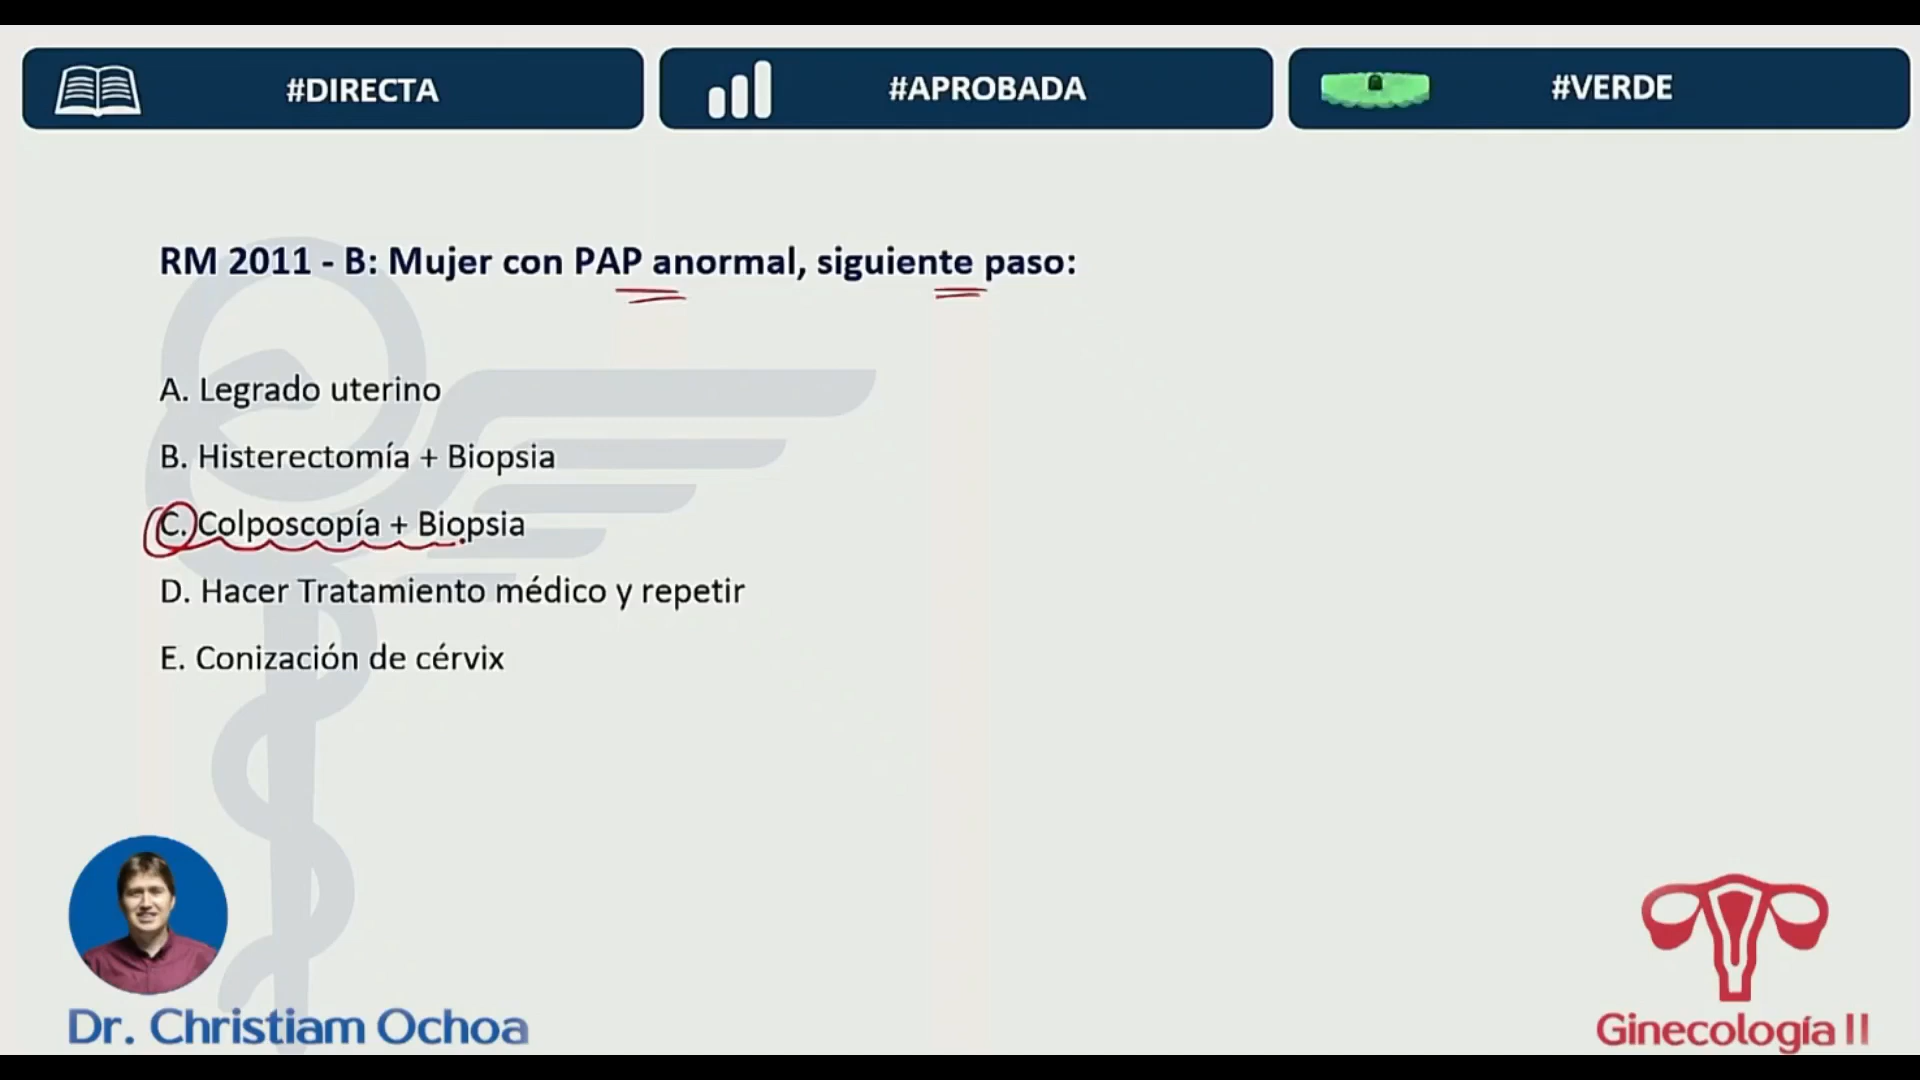 #DIRECTA
#APROBADA
#VERDE
RM 2011 - B: Mujer con PAP anormal, siguiente paso:
A. Legrado uterino
B. Histerectomía + Biopsia
C. Colposcopía + Biopsia
D. Hacer Tratamiento médico y repetir
E. Conización de cérvix
Dr. Christiam Ochoa
Ginecología II